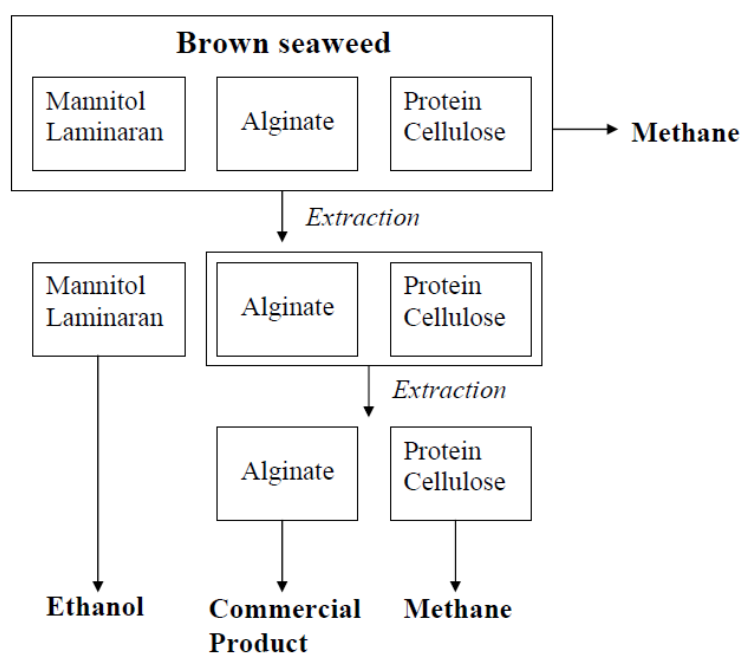 Brown seaweed
Mannitol
Laminaran
Alginate
Protein
Cellulose
Methane
Extraction
Mannitol
Laminaran
Alginate
Protein
Cellulose
Extraction
Alginate
Protein
Cellulose
Ethanol
Commercial
Product
Methane